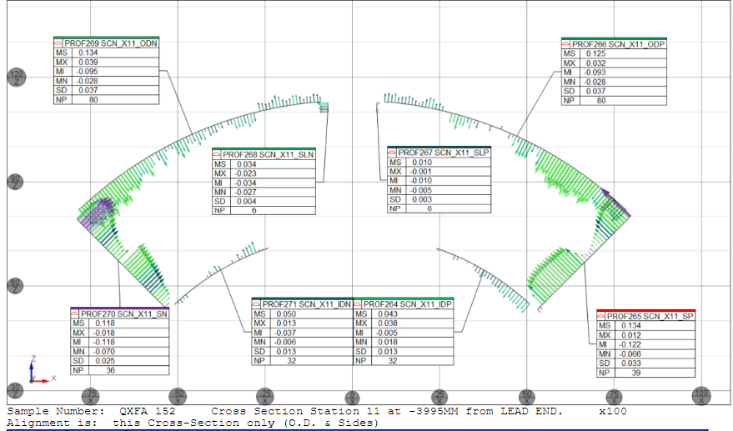 PROF269 SCN_X11_ODN
MS 0.134
MX 0.039
MI -0.095
MN -0.028
SD 0.037
NP 80
PROF266 SCN_X11_ODP
MS 0.125
MX 0.032
MI -0.093
MN -0.028
SD 0.037
NP 80
PROF268 SCN_X11_SLN
MS 0.034
MX -0.023
MI -0.034
MN -0.027
SD 0.004
NP 6
PROF267 SCN_X11_SLP
MS 0.010
MX -0.001
MI -0.010
MN -0.005
SD 0.003
NP 6
PROF270 SCN_X11_SN
MS 0.118
MX -0.018
MI -0.118
MN -0.070
SD 0.025
NP 36
PROF271 SCN_X11_IDN
MS 0.050
MX 0.013
MI -0.037
MN -0.006
SD 0.013
NP 32
PROF264 SCN_X11_IDP
MS 0.043
MX 0.038
MI -0.005
MN 0.018
SD 0.013
NP 32
PROF265 SCN_X11_SP
MS 0.134
MX 0.012
MI -0.122
MN -0.066
SD 0.033
NP 39
Z
X
Sample Number: QXFA 152 Cross Section Station 11 at -3995MM from LEAD END. x100
Alignment is: this Cross-Section only (O.D. & Sides)